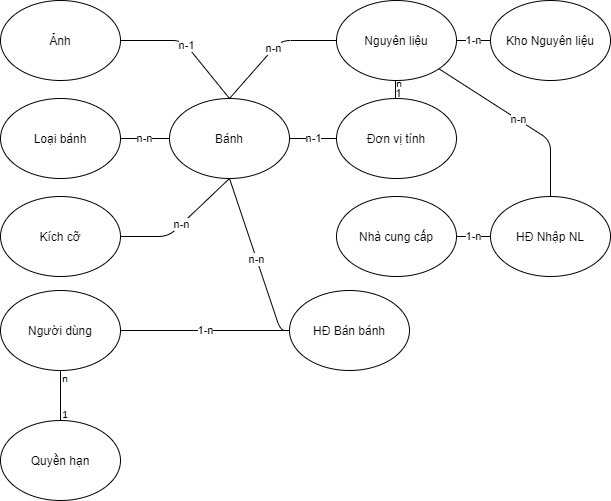 Ảnh
n-1
n-n
Nguyên liệu
1-n
Kho Nguyên liệu
n
1
Loại bánh
n-n
Bánh
n-1
Đơn vị tính
n-n
Kích cỡ
n-n
Nhà cung cấp
1-n
HĐ Nhập NL
n-n
Người dùng
1-n
HĐ Bán bánh
n
1
Quyền hạn